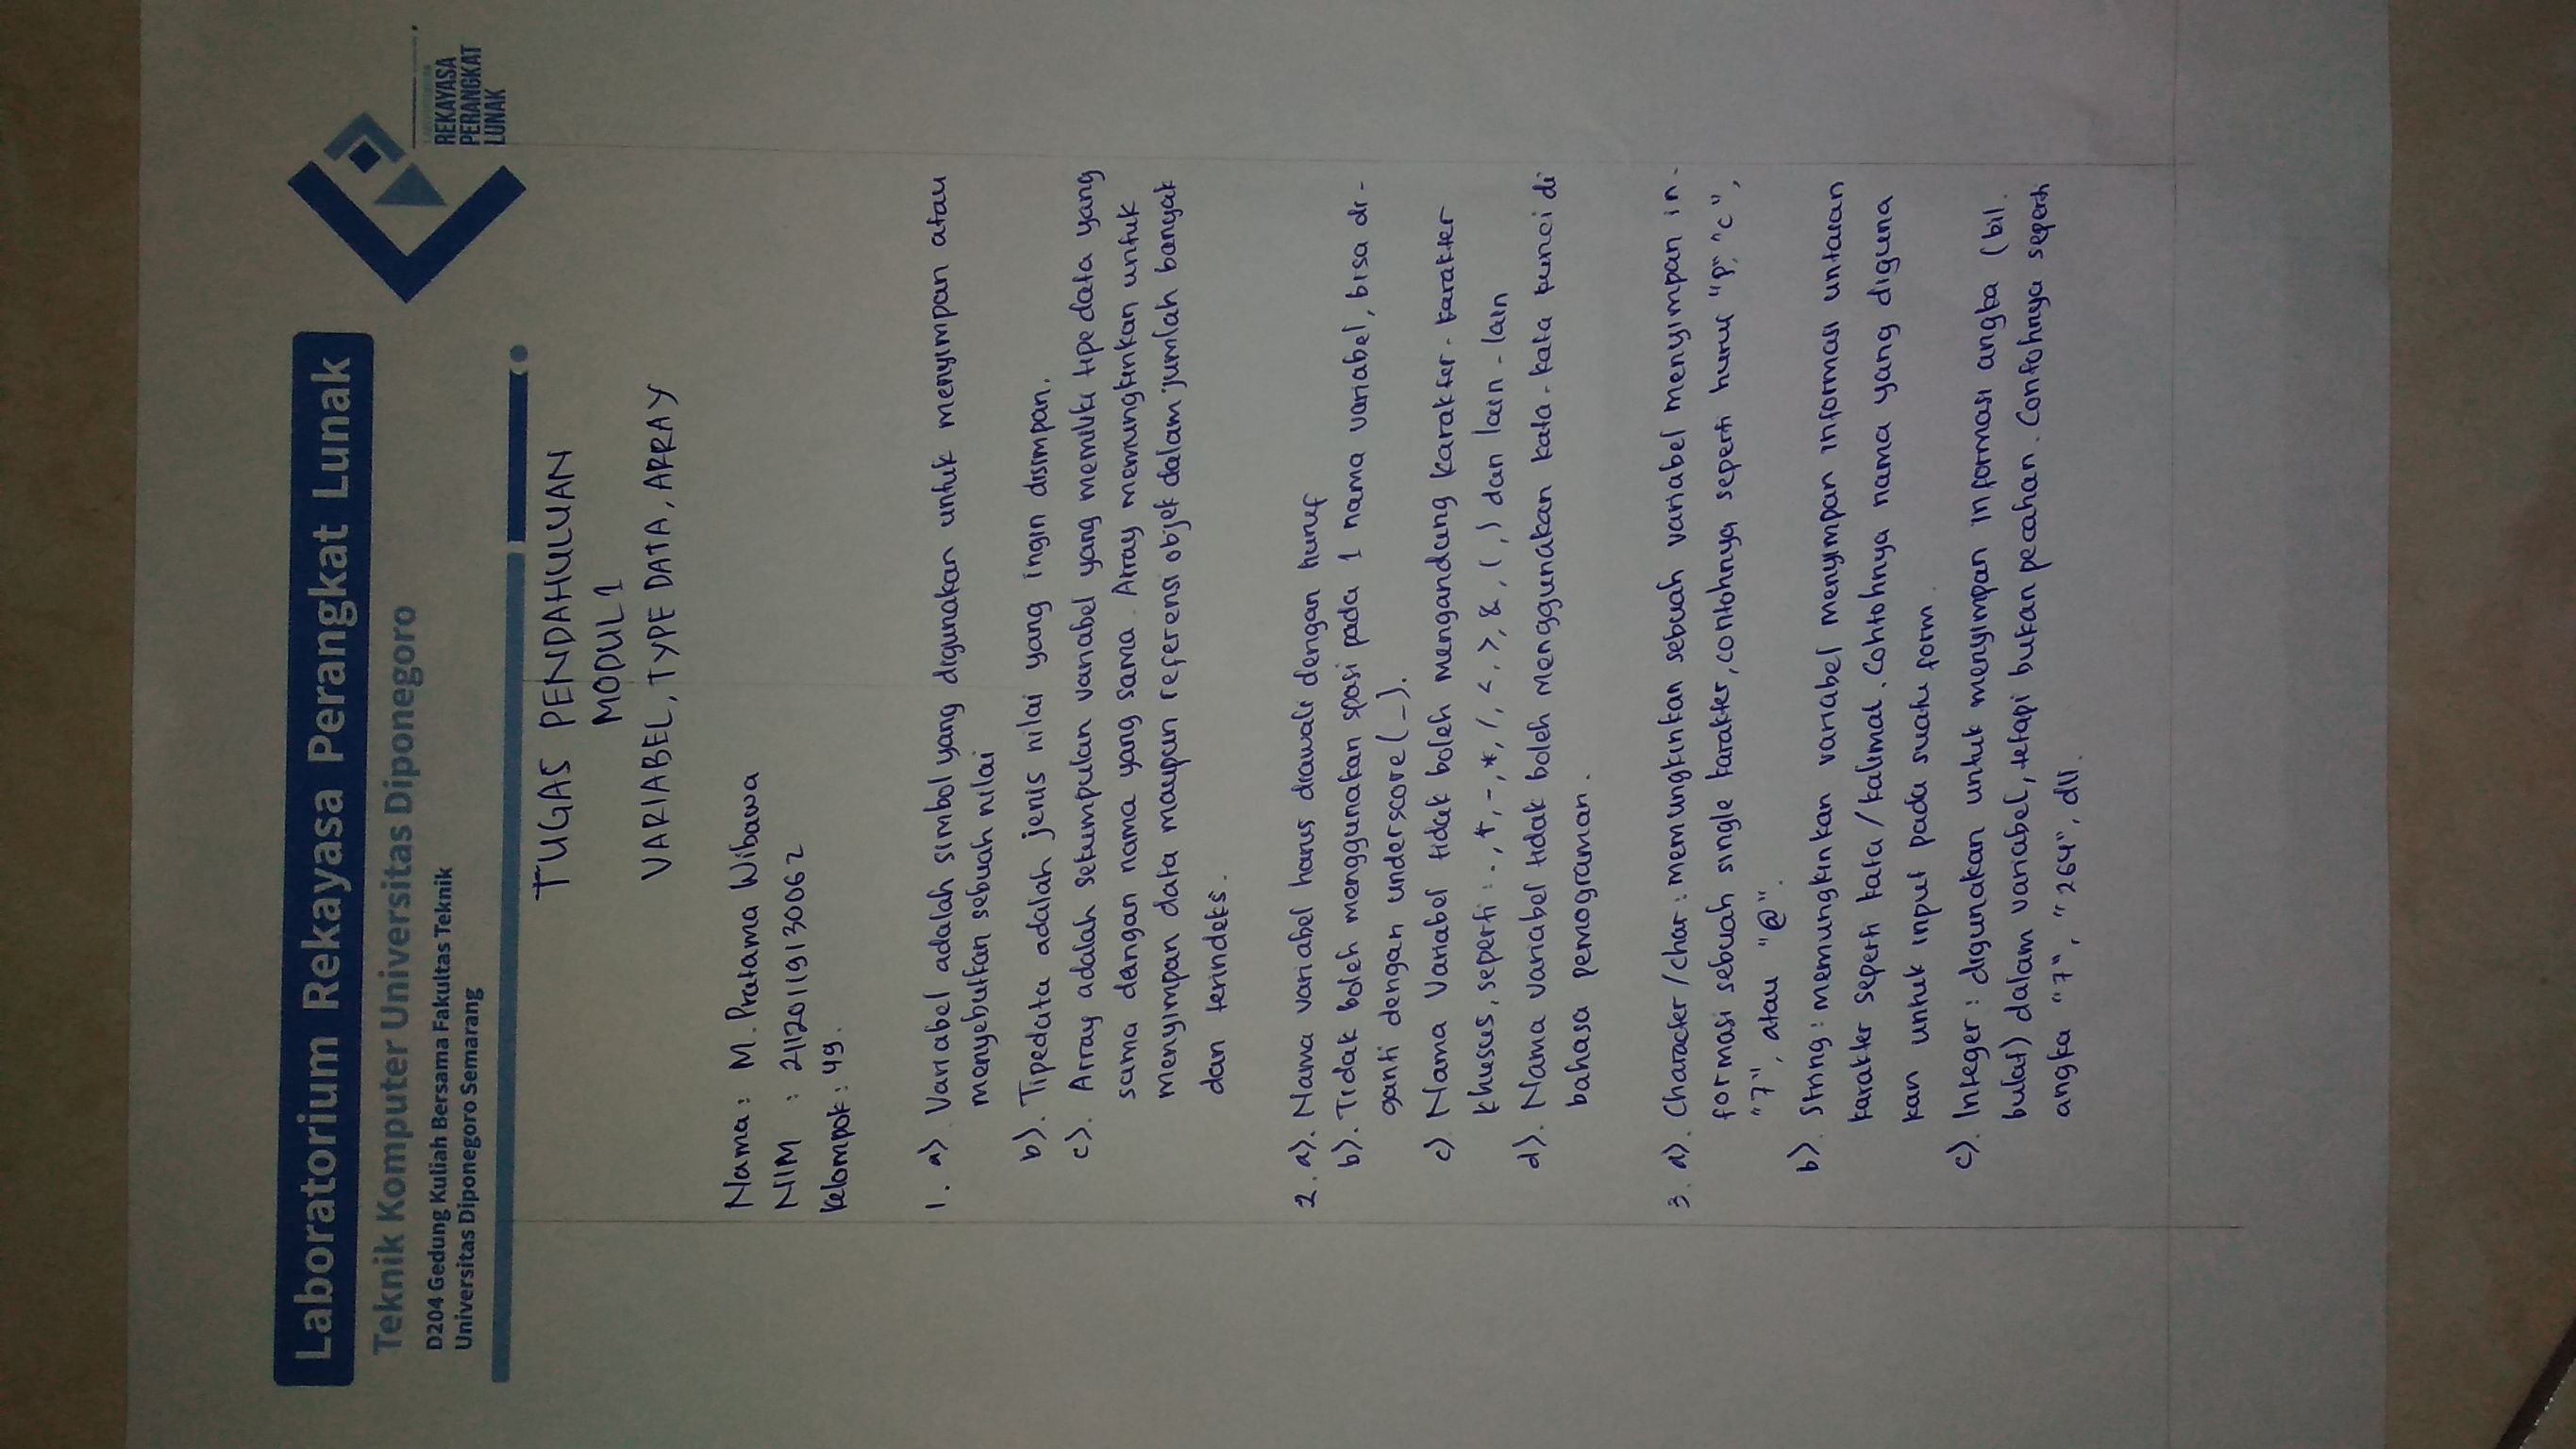 Laboratorium Rekayasa Perangkat Lunak
Teknik Komputer Universitas Diponegoro
D204 Gedung Kuliah Bersama Fakultas Teknik
Universitas Diponegoro Semarang
REKAYASA
PERANGKAT
LUNAK
TUGAS PENDAHULUAN
MODUL 1
VARIABEL, TYPE DATA, ARRAY
Nama : M. Pratama Wibawa
NIM : 21120119130062
Kelompok : 49.
1. a). Variabel adalah simbol yang digunakan untuk menyimpan atau
menyebutkan sebuah nilai
b). Tipedata adalah jenis nilai yang ingin disimpan.
c). Array adalah sekumpulan variabel yang memiliki tipe data yang
sama dengan nama yang sama. Array memungkinkan untuk
menyimpan data maupun referensi objek dalam jumlah banyak
dan terindeks.
2. a). Nama variabel harus diawali dengan huruf
b). Tidak boleh menggunakan spasi pada 1 nama variabel, bisa di-
ganti dengan underscore (_).
c) Nama Variabel tidak boleh mengandung karakter-karakter
khusus, seperti : ., +, -, *, /, <, >, &, (, ) dan lain-lain
d). Nama variabel tidak boleh menggunakan kata-kata kunci di
bahasa pemograman.
3. a). Character/char : memungkinkan sebuah variabel menyimpan in-
formasi sebuah single karakter, contohnya seperti huruf "p", "c",
"7", atau "@".
b). String : memungkinkan variabel menyimpan informasi untaian
karakter seperti kata/kalimat. Cohtohnya nama yang diguna
kan untuk input pada suatu form.
c). Integer : digunakan untuk menyimpan informasi angka (bil.
bulat) dalam variabel, tetapi bukan pecahan. Contohnya seperti
angka "7", "264", dll.